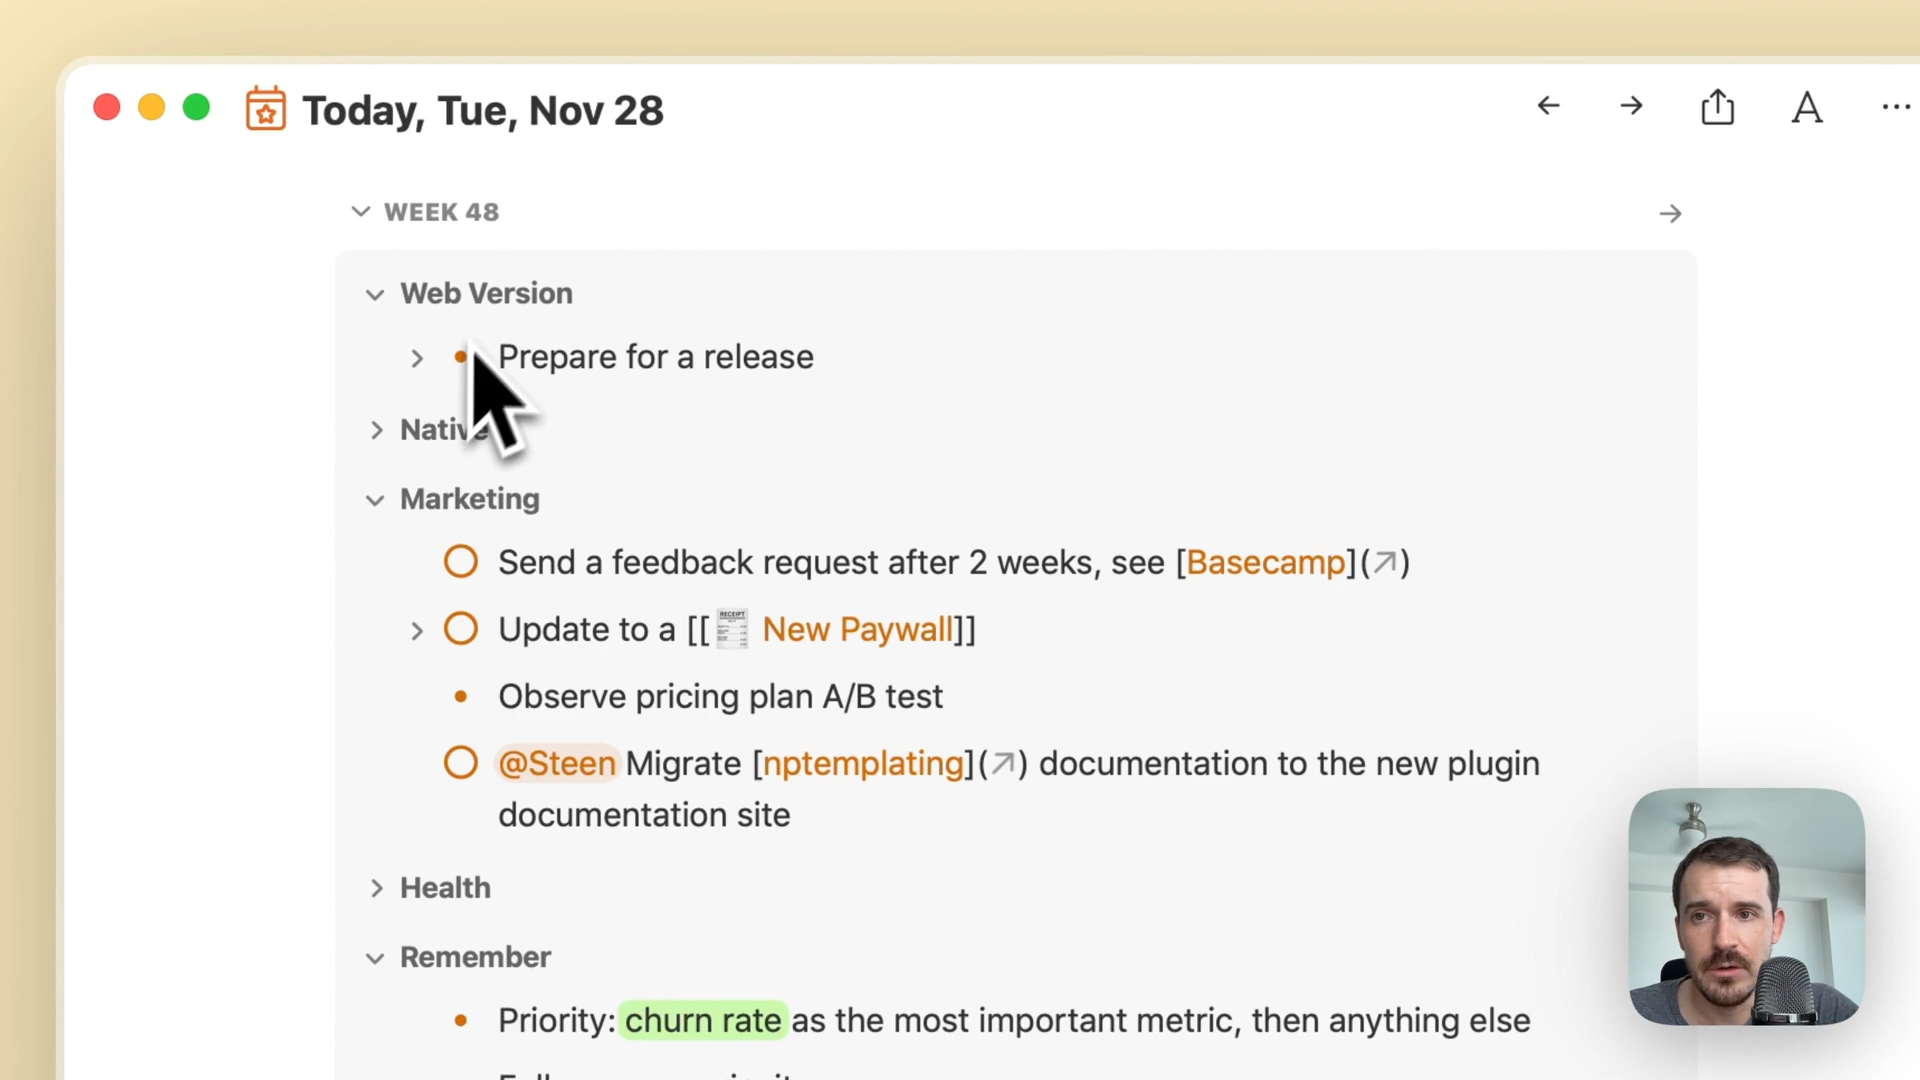 Today, Tue, Nov 28
WEEK 48
Web Version
Prepare for a release
Native
Marketing
Send a feedback request after 2 weeks, see [Basecamp](↗)
Update to a [[🧾 New Paywall]]
Observe pricing plan A/B test
@Steen Migrate [nptemplating](↗) documentation to the new plugin
documentation site
Health
Remember
Priority: churn rate as the most important metric, then anything else